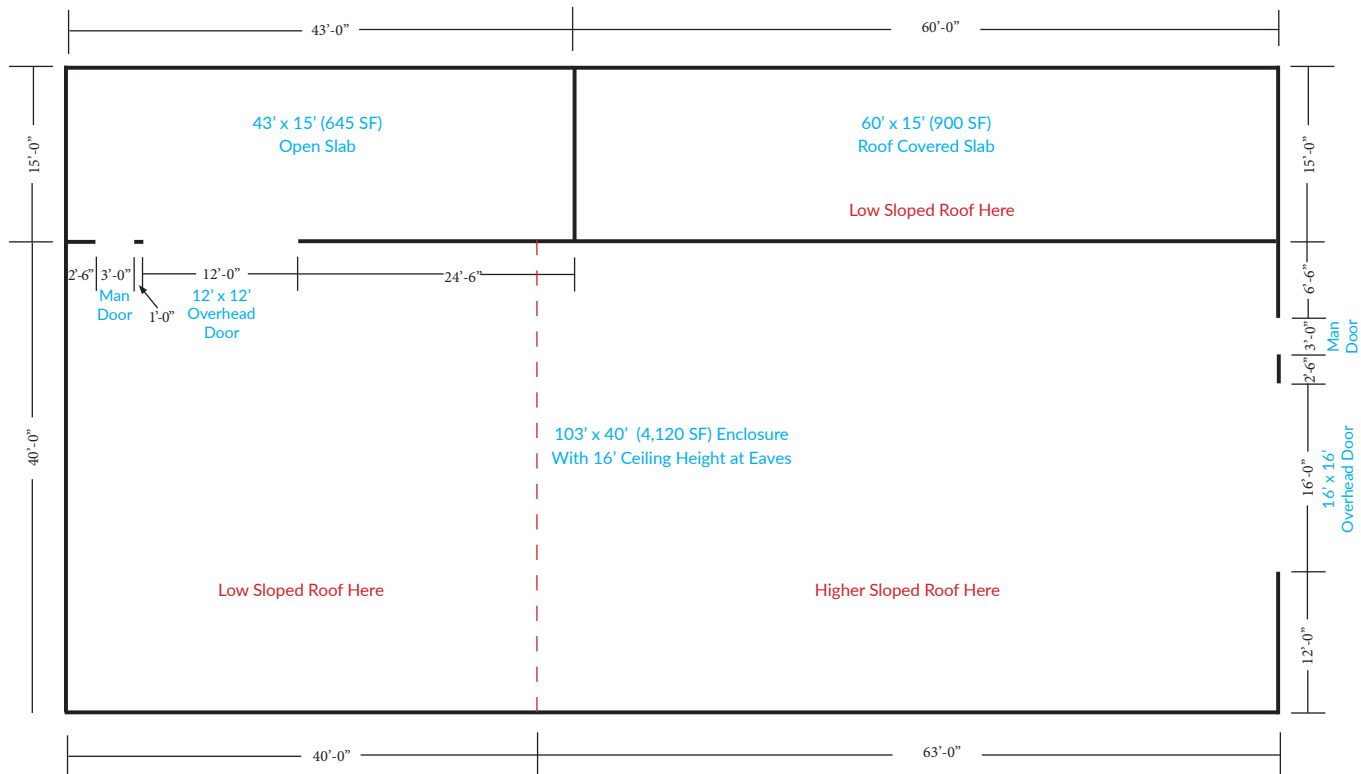 43’-0”
60’-0”
15’-0”
43’ x 15’ (645 SF)
Open Slab
60’ x 15’ (900 SF)
Roof Covered Slab
15’-0”
Low Sloped Roof Here
2’-6”
3’-0”
12’-0”
24’-6”
6’-6”
Man
Door
1’-0”
12’ x 12’
Overhead
Door
3’-0”
Man
Door
2’-6”
40’-0”
103’ x 40’ (4,120 SF) Enclosure
With 16’ Ceiling Height at Eaves
16’-0”
16’ x 16’
Overhead Door
Low Sloped Roof Here
Higher Sloped Roof Here
12’-0”
40’-0”
63’-0”